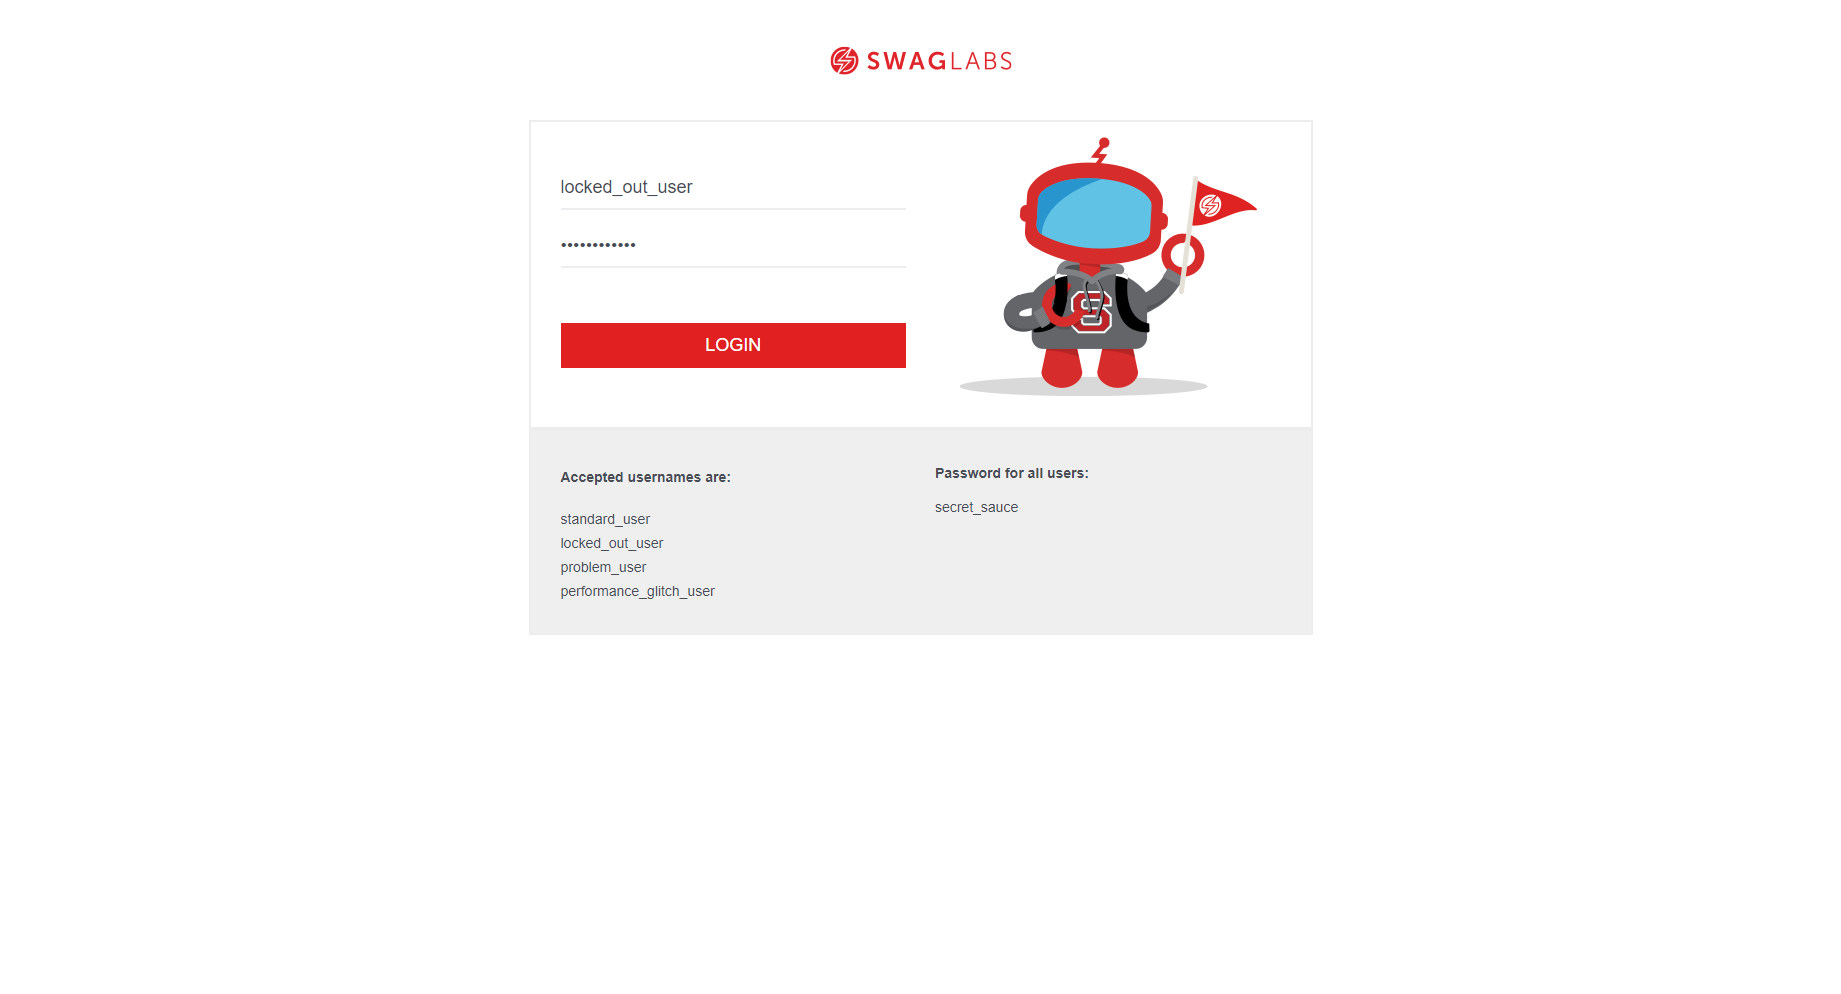 SWAGLABS
locked_out_user
••••••••••••
LOGIN
Accepted usernames are:
standard_user
locked_out_user
problem_user
performance_glitch_user
Password for all users:
secret_sauce